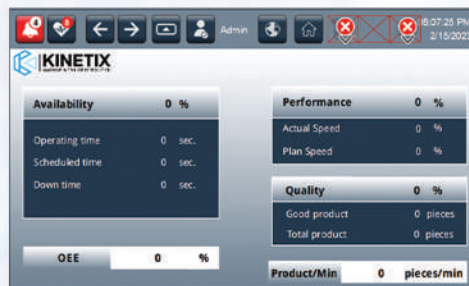 4
8
Admin
6:07:25 PM
2/15/2023
KINETIX
Availability 0 %
Operating time 0 sec.
Scheduled time 0 sec.
Down time 0 sec.
OEE 0 %
Performance 0 %
Actual Speed 0 %
Plan Speed 0 %
Quality 0 %
Good product 0 pieces
Total product 0 pieces
Product/Min 0 pieces/min